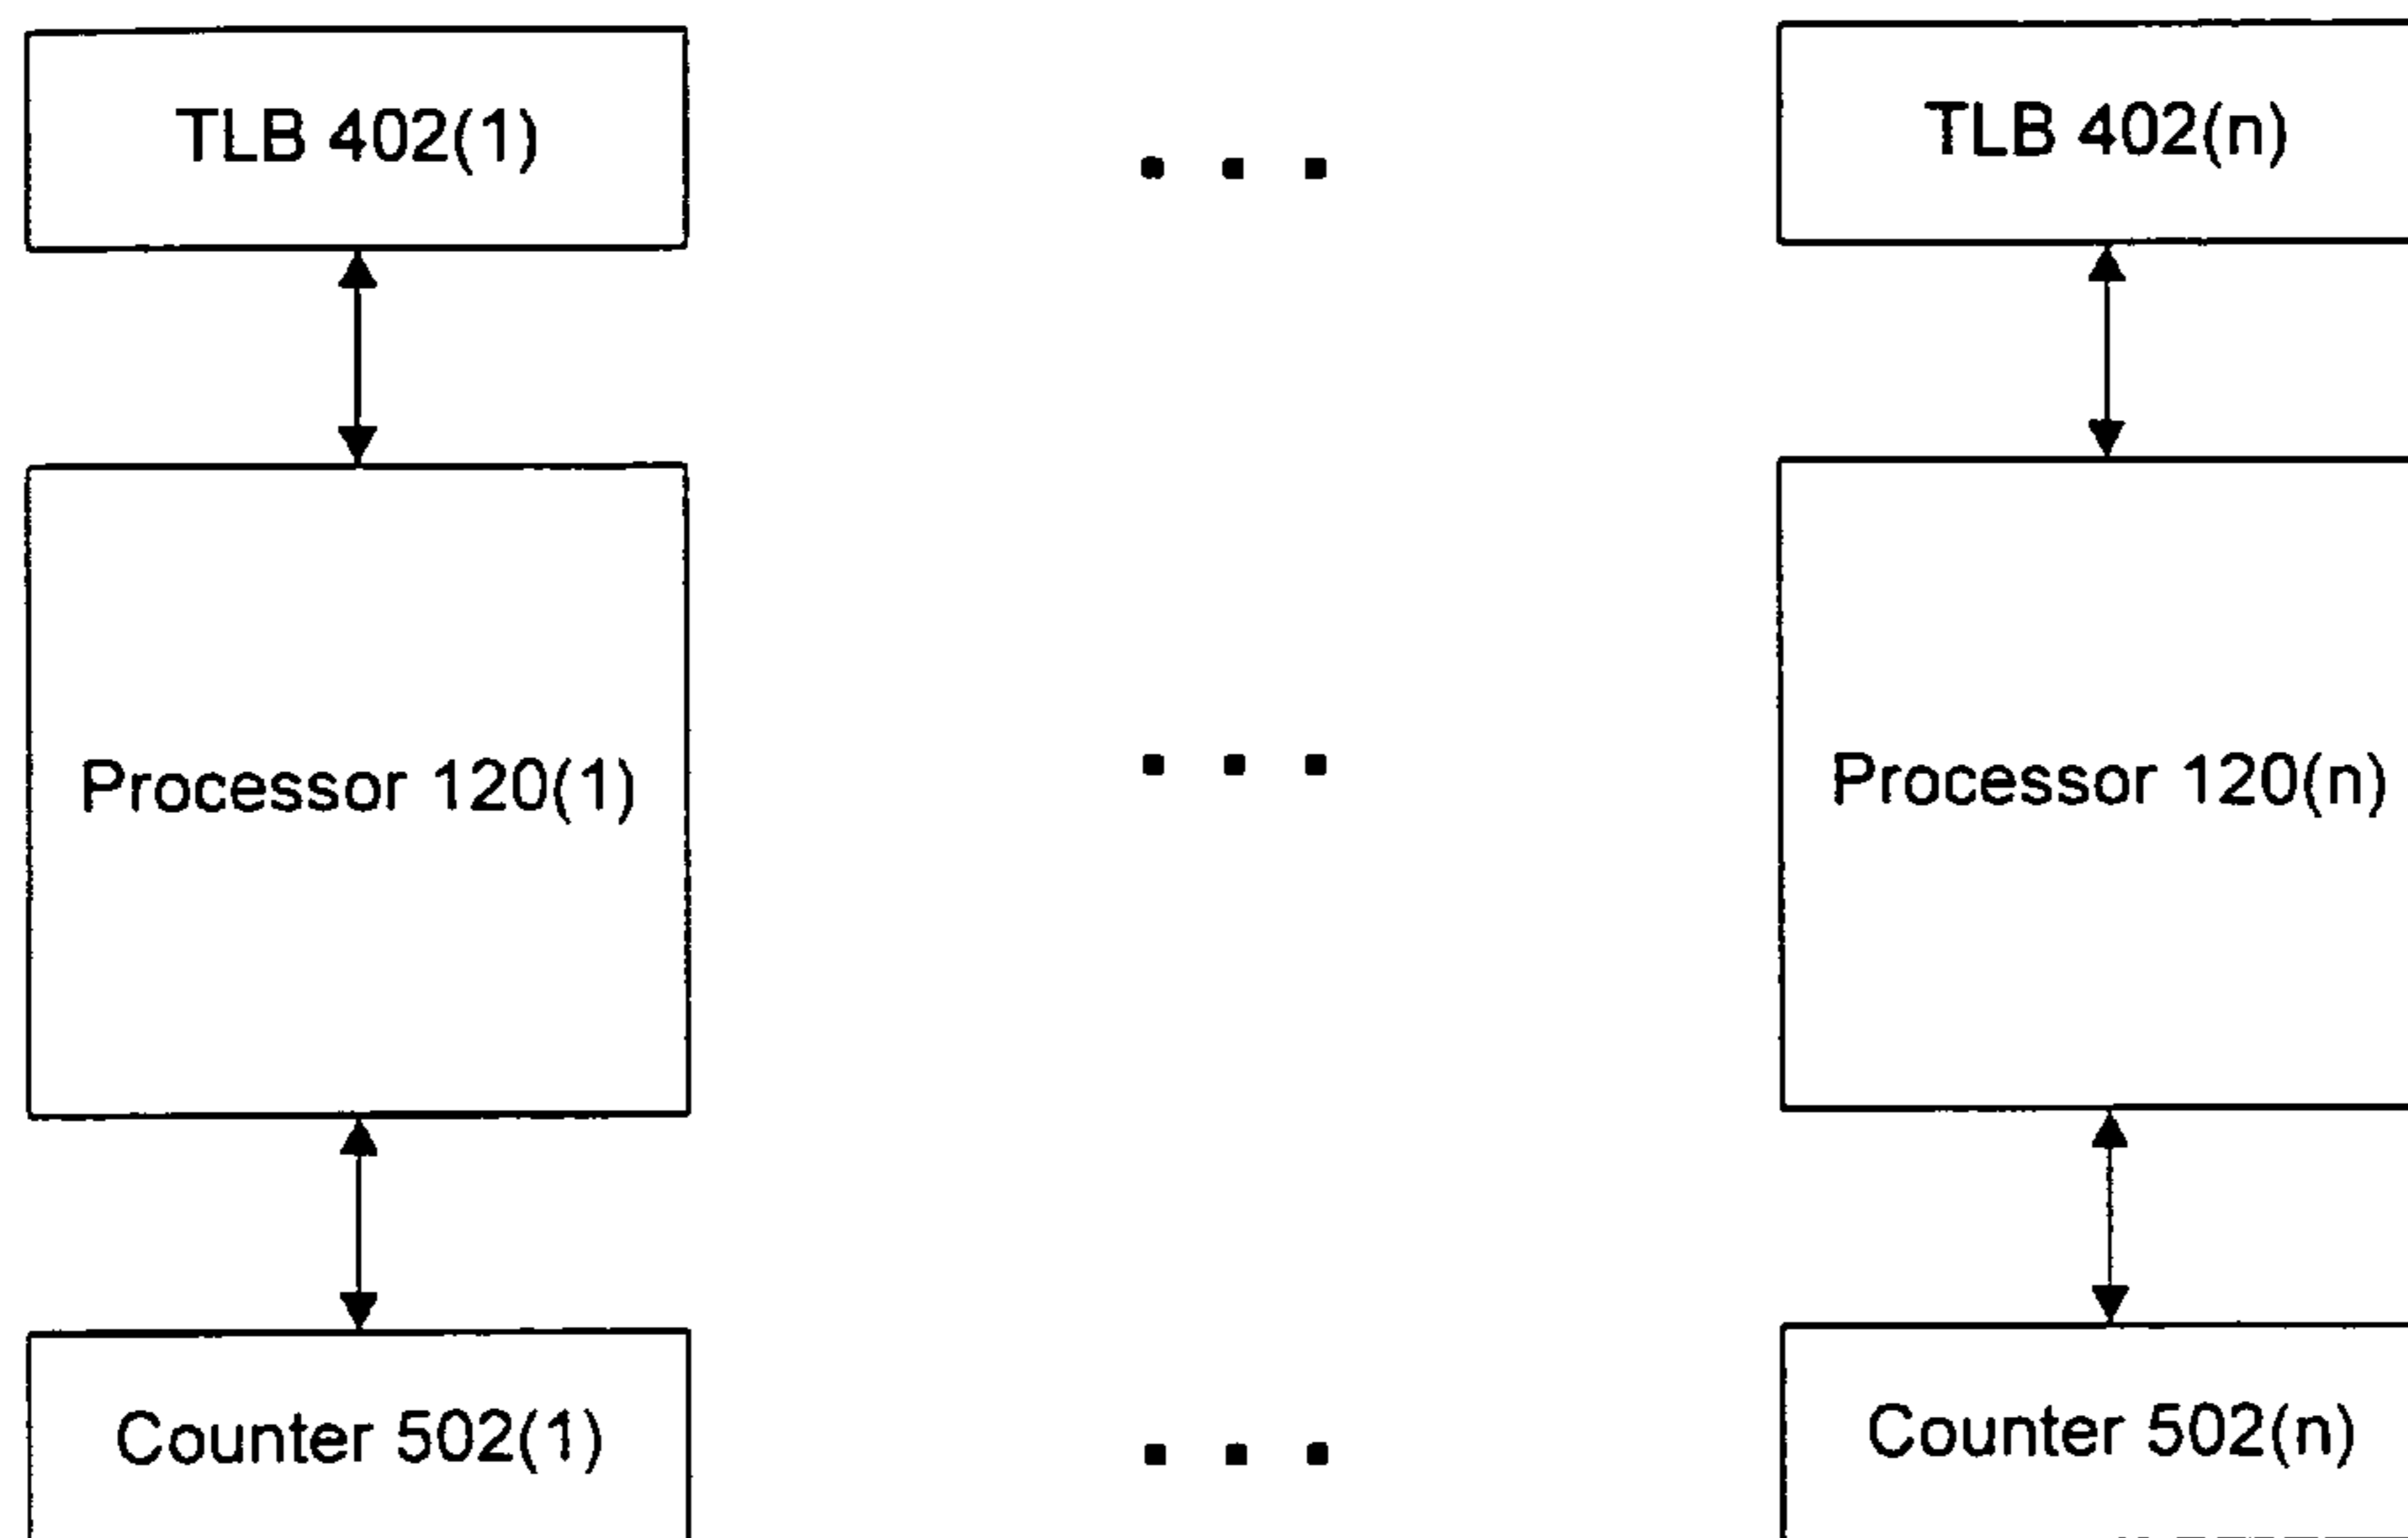 TLB 402(1)
. . .
TLB 402(n)
Processor 120(1)
. . .
Processor 120(n)
Counter 502(1)
. . .
Counter 502(n)